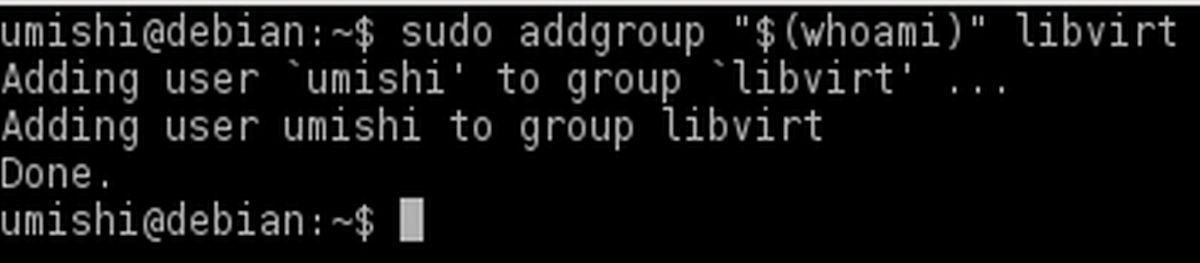 umishi@debian:~$ sudo addgroup "$(whoami)" libvirt
Adding user `umishi' to group `libvirt' ...
Adding user umishi to group libvirt
Done.
umishi@debian:~$